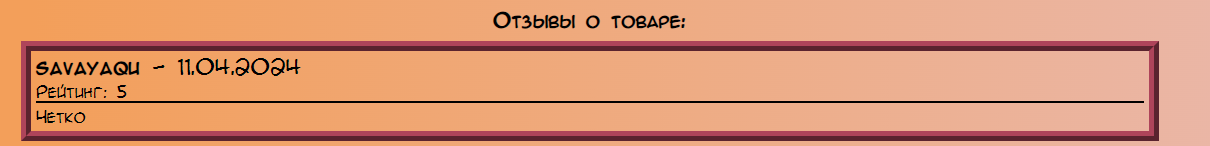 Отзывы о товаре:
savayaqu - 11.04.2024
Рейтинг: 5
Четко